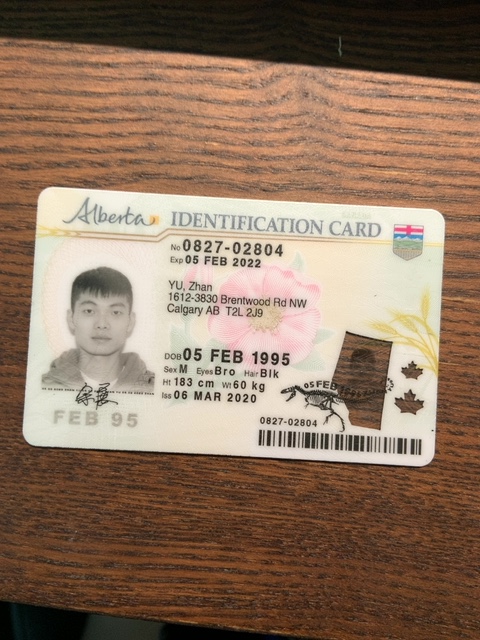 Alberta
IDENTIFICATION CARD
No 0827-02804
Exp 05 FEB 2022
YU, Zhan
1612-3830 Brentwood Rd NW
Calgary AB T2L 2J9
DOB 05 FEB 1995
Sex M Eyes Bro Hair Blk
Ht 183 cm Wt 60 kg
Iss 06 MAR 2020
FEB 95
05 FEB
0827-02804